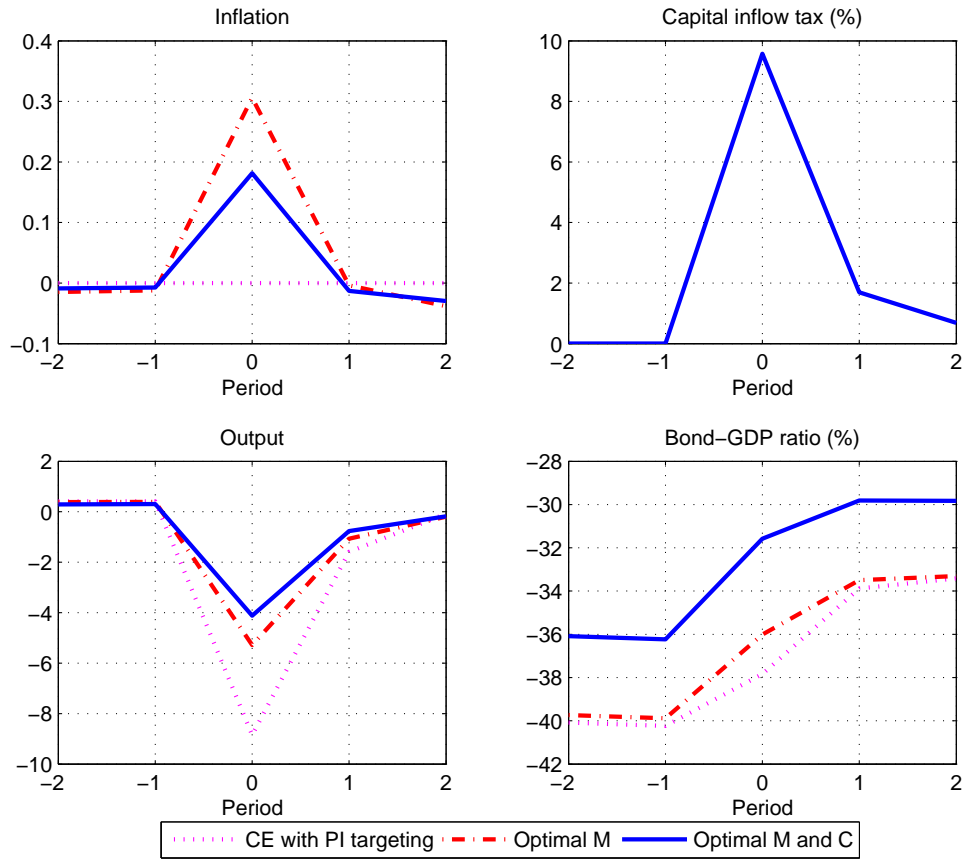 Inflation
0.4
0.3
0.2
0.1
0
−0.1
−2 −1 0 1 2
Period
Capital inflow tax (%)
10
8
6
4
2
0
−2 −1 0 1 2
Period
Output
2
0
−2
−4
−6
−8
−10
−2 −1 0 1 2
Period
Bond−GDP ratio (%)
−28
−30
−32
−34
−36
−38
−40
−42
−2 −1 0 1 2
Period
CE with PI targeting Optimal M Optimal M and C